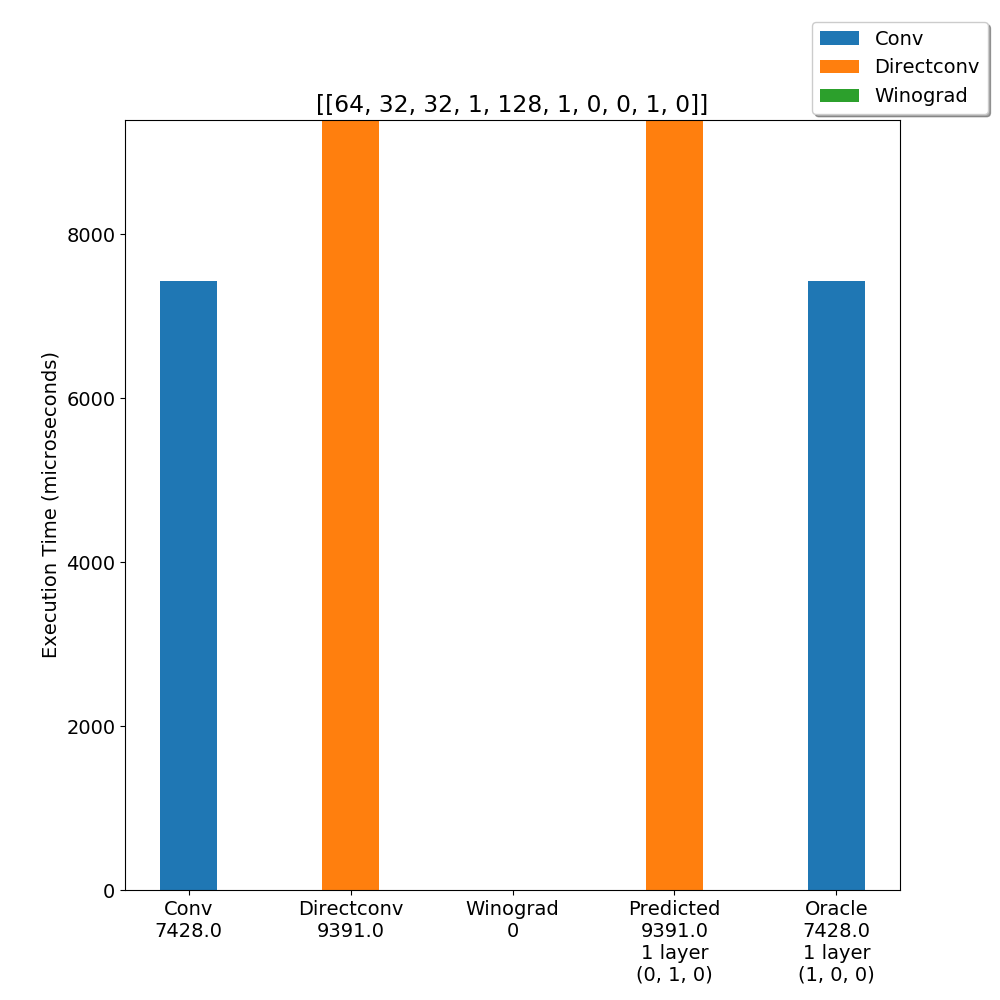 Conv
Directconv
Winograd
[[64, 32, 32, 1, 128, 1, 0, 0, 1, 0]]
Execution Time (microseconds)
8000
6000
4000
2000
0
Conv
7428.0
Directconv
9391.0
Winograd
0
Predicted
9391.0
1 layer
(0, 1, 0)
Oracle
7428.0
1 layer
(1, 0, 0)